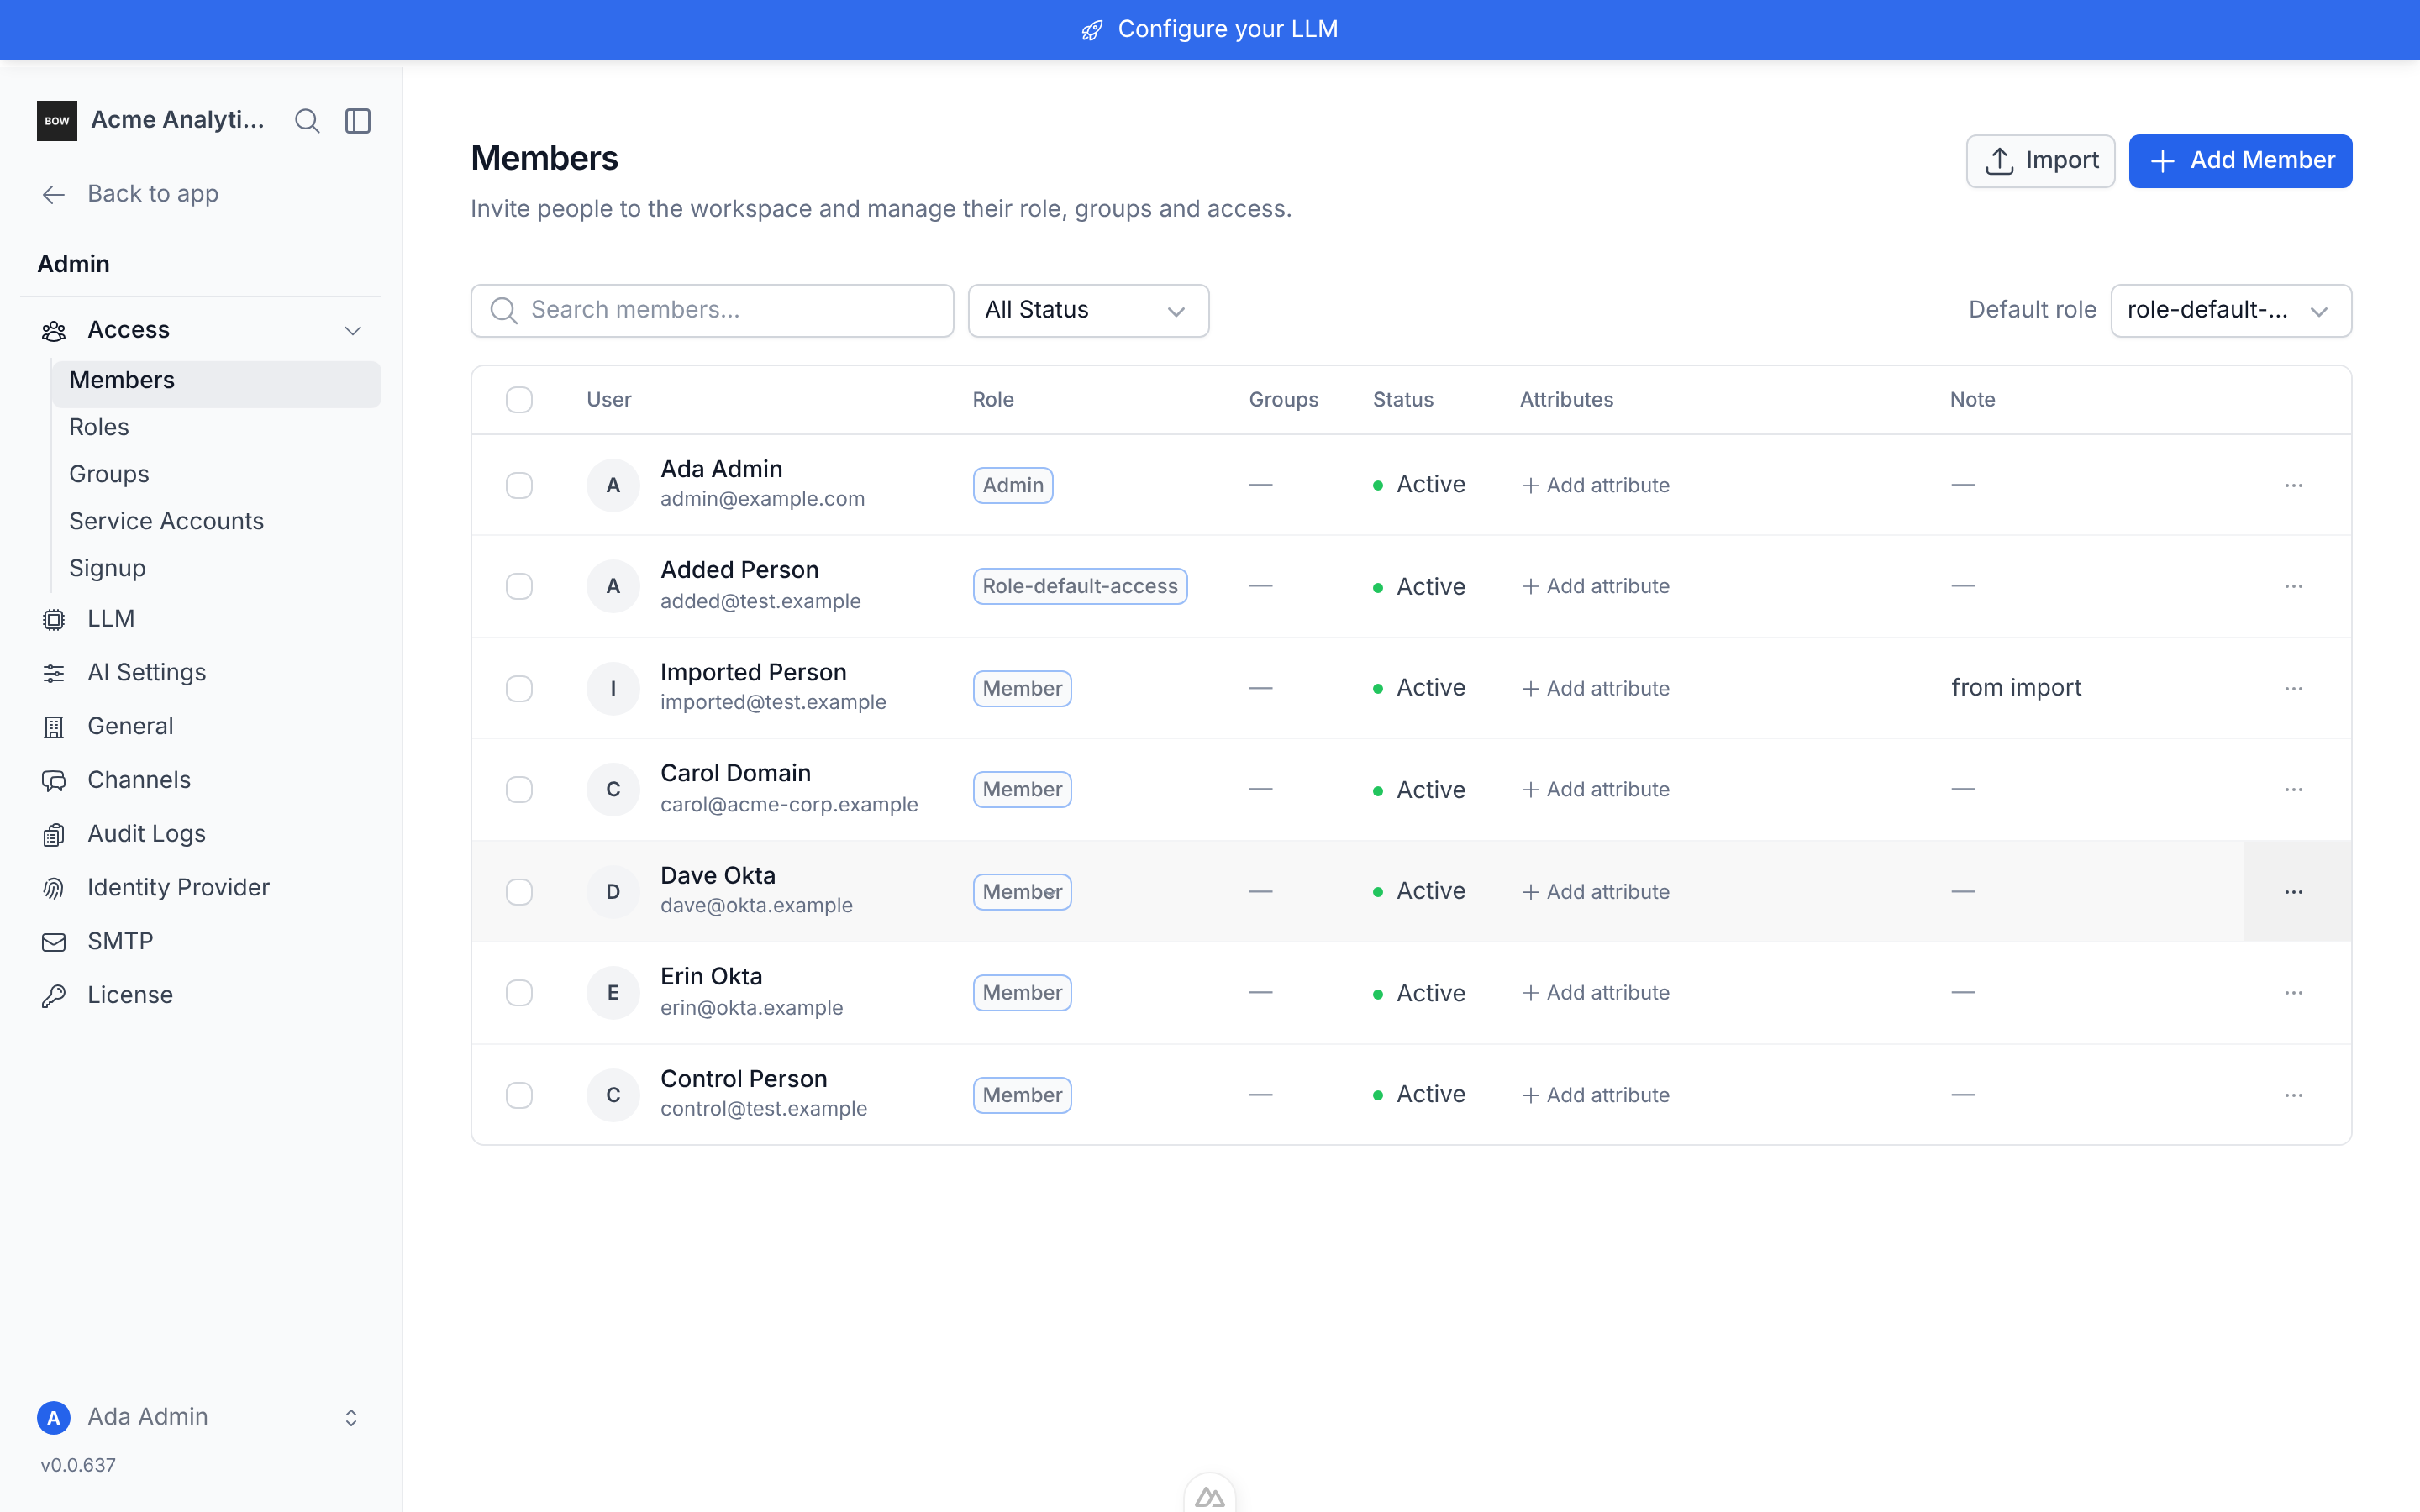 Configure your LLM
BOW
Acme Analyti...
Back to app
Admin
Access
Members
Roles
Groups
Service Accounts
Signup
LLM
AI Settings
General
Channels
Audit Logs
Identity Provider
SMTP
License
Ada Admin
v0.0.637
Members
Import
Add Member
Invite people to the workspace and manage their role, groups and access.
Search members...
All Status
Default role
role-default-...
User Role Groups Status Attributes Note
A Ada Admin admin@example.com Admin — Active + Add attribute — ...
A Added Person added@test.example Role-default-access — Active + Add attribute — ...
I Imported Person imported@test.example Member — Active + Add attribute from import ...
C Carol Domain carol@acme-corp.example Member — Active + Add attribute — ...
D Dave Okta dave@okta.example Member — Active + Add attribute — ...
E Erin Okta erin@okta.example Member — Active + Add attribute — ...
C Control Person control@test.example Member — Active + Add attribute — ...
A